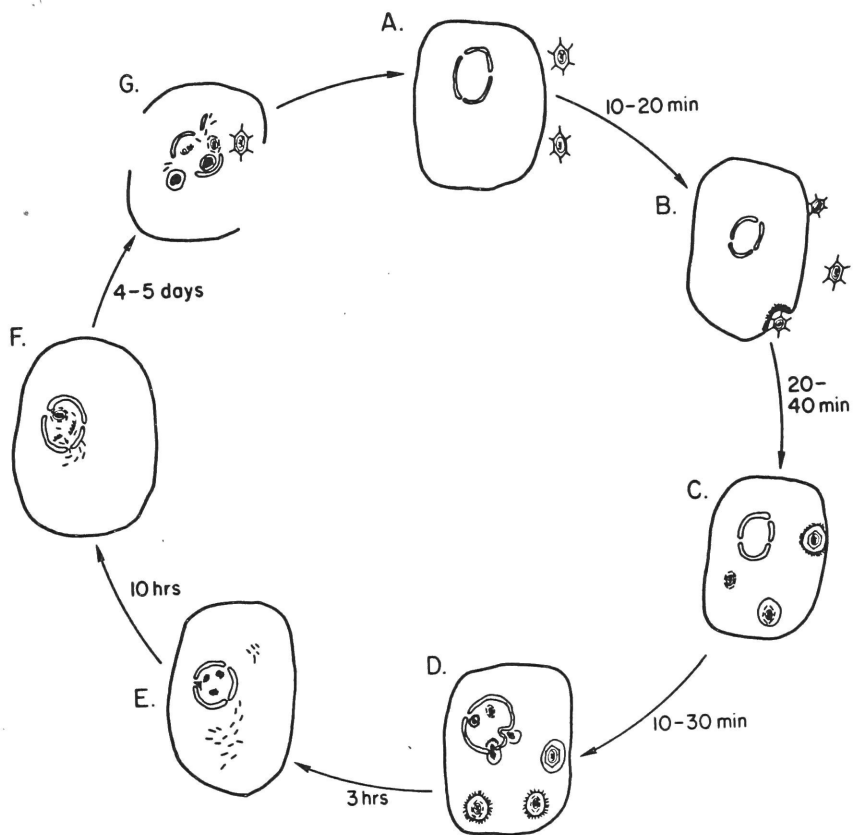 A.
10-20 min
B.
20-
40 min
C.
10-30 min
D.
3 hrs
E.
10 hrs
F.
4-5 days
G.